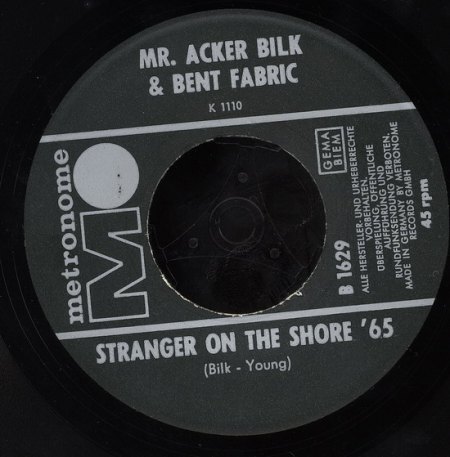 MR. ACKER BILK
& BENT FABRIC
K 1110
metronome
M
GEMA
BIEM
ALLE HERSTELLER- UND URHEBERRECHTE
VORBEHALTEN.
ÜBERSPIELUNG, ÖFFENTLICHE
AUFFÜHRUNG UND
RUNDFUNKSENDUNG VERBOTEN.
MADE IN GERMANY BY METRONOME
RECORDS GMBH
45 rpm
B 1629
STRANGER ON THE SHORE '65
(Bilk - Young)